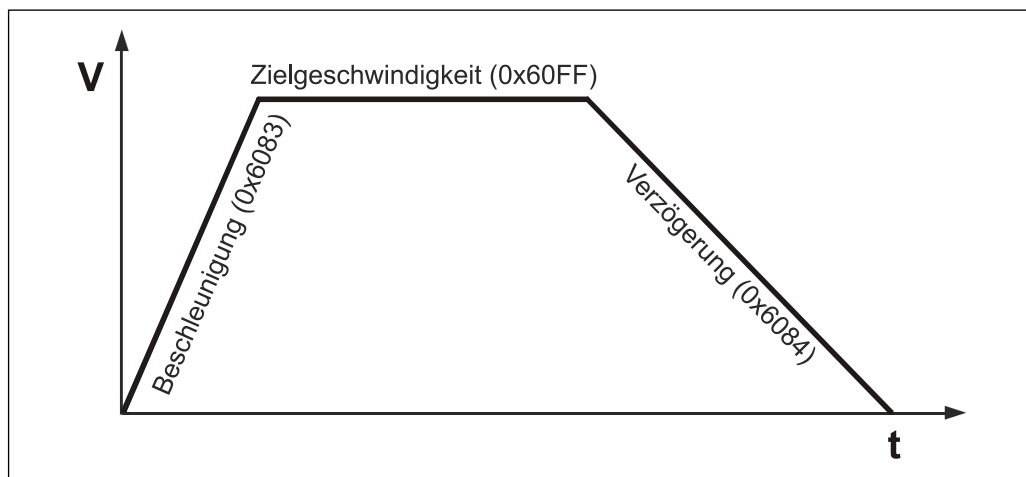 V
Zielgeschwindigkeit (0x60FF)
Beschleunigung (0x6083)
Verzögerung (0x6084)
t